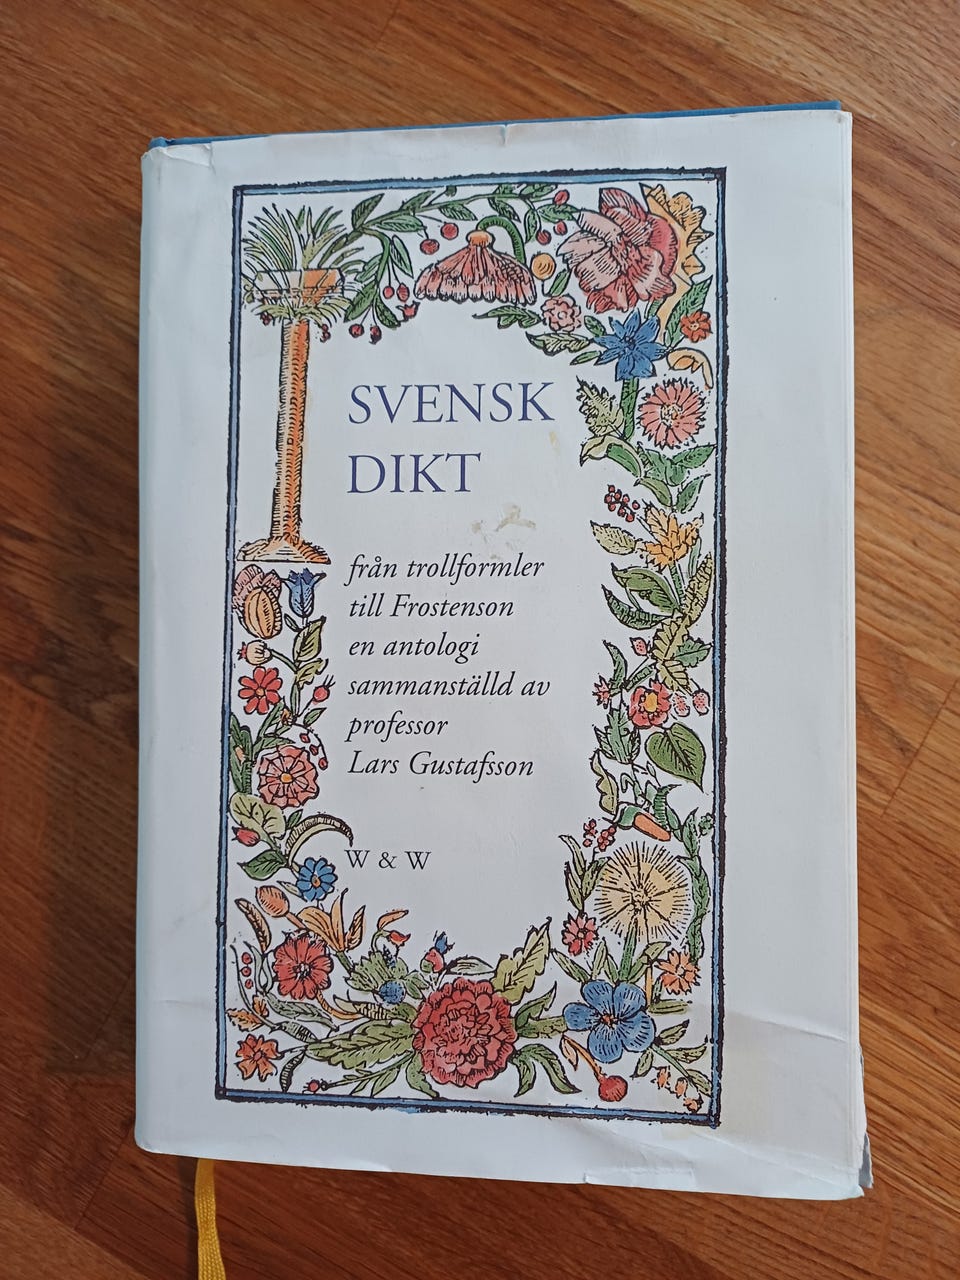 SVENSK
DIKT
från trollformler
till Frostenson
en antologi
sammanställd av
professor
Lars Gustafsson
W & W